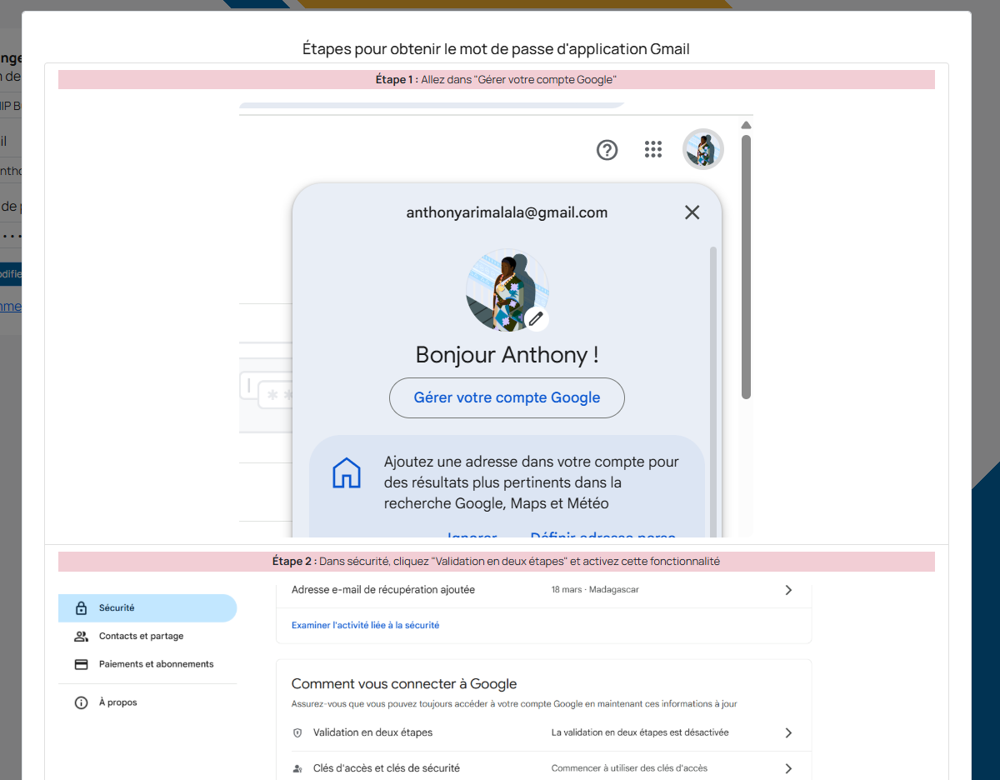 Étapes pour obtenir le mot de passe d'application Gmail
Étape 1 : Allez dans "Gérer votre compte Google"
anthonyarimalala@gmail.com
Bonjour Anthony !
Gérer votre compte Google
Ajoutez une adresse dans votre compte pour
des résultats plus pertinents dans la
recherche Google, Maps et Météo
Ignorer Définir adresse perso
Étape 2 : Dans sécurité, cliquez "Validation en deux étapes" et activez cette fonctionnalité
Adresse e-mail de récupération ajoutée 18 mars · Madagascar
Sécurité
Examiner l'activité liée à la sécurité
Contacts et partage
Paiements et abonnements
Comment vous connecter à Google
À propos
Assurez-vous que vous pouvez toujours accéder à votre compte Google en maintenant ces informations à jour
Validation en deux étapes La validation en deux étapes est désactivée
Clés d'accès et clés de sécurité Commencer à utiliser des clés d'accès